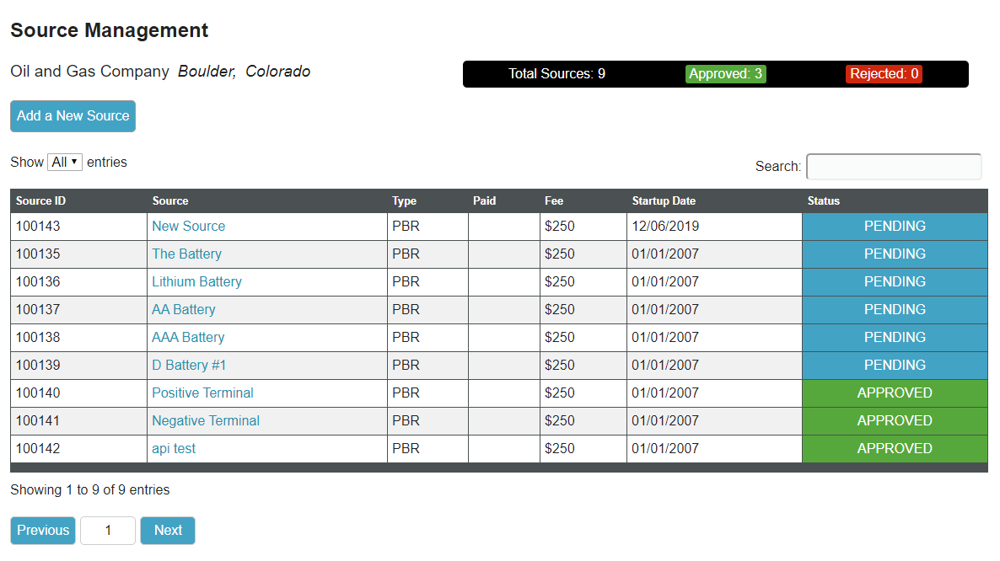 Source Management
Oil and Gas Company Boulder, Colorado
Total Sources: 9 Approved: 3 Rejected: 0
Add a New Source
Show All entries
Search:
Source ID Source Type Paid Fee Startup Date Status
100143 New Source PBR $250 12/06/2019 PENDING
100135 The Battery PBR $250 01/01/2007 PENDING
100136 Lithium Battery PBR $250 01/01/2007 PENDING
100137 AA Battery PBR $250 01/01/2007 PENDING
100138 AAA Battery PBR $250 01/01/2007 PENDING
100139 D Battery #1 PBR $250 01/01/2007 PENDING
100140 Positive Terminal PBR $250 01/01/2007 APPROVED
100141 Negative Terminal PBR $250 01/01/2007 APPROVED
100142 api test PBR $250 01/01/2007 APPROVED
Showing 1 to 9 of 9 entries
Previous 1 Next